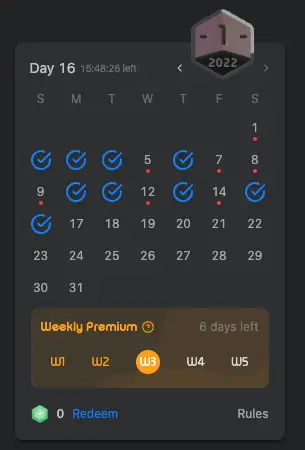 1
2022
Day 16 15:48:26 left
S M T W T F S
1
5 7 8
9 12 14
17 18 19 20 21 22
23 24 25 26 27 28 29
30 31
Weekly Premium ? 6 days left
W1 W2 W3 W4 W5
0 Redeem Rules